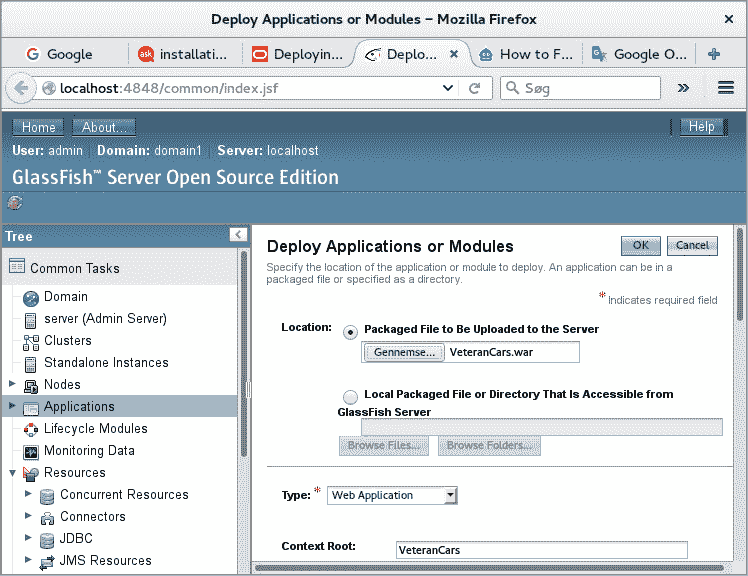 Deploy Applications or Modules – Mozilla Firefox
Google
ask installati...
Deployin...
Deplo...
How to F...
Google O...
localhost:4848/common/index.jsf
Søg
Home About...
Help
User: admin Domain: domain1 Server: localhost
GlassFish™ Server Open Source Edition
Tree
Common Tasks
Domain
server (Admin Server)
Clusters
Standalone Instances
Nodes
Applications
Lifecycle Modules
Monitoring Data
Resources
Concurrent Resources
Connectors
JDBC
JMS Resources
Deploy Applications or Modules
OK Cancel
Specify the location of the application or module to deploy. An application can be in a
packaged file or specified as a directory.
* Indicates required field
Location: Packaged File to Be Uploaded to the Server
Gennemse... VeteranCars.war
Local Packaged File or Directory That Is Accessible from
GlassFish Server
Browse Files... Browse Folders...
Type: * Web Application
Context Root: VeteranCars